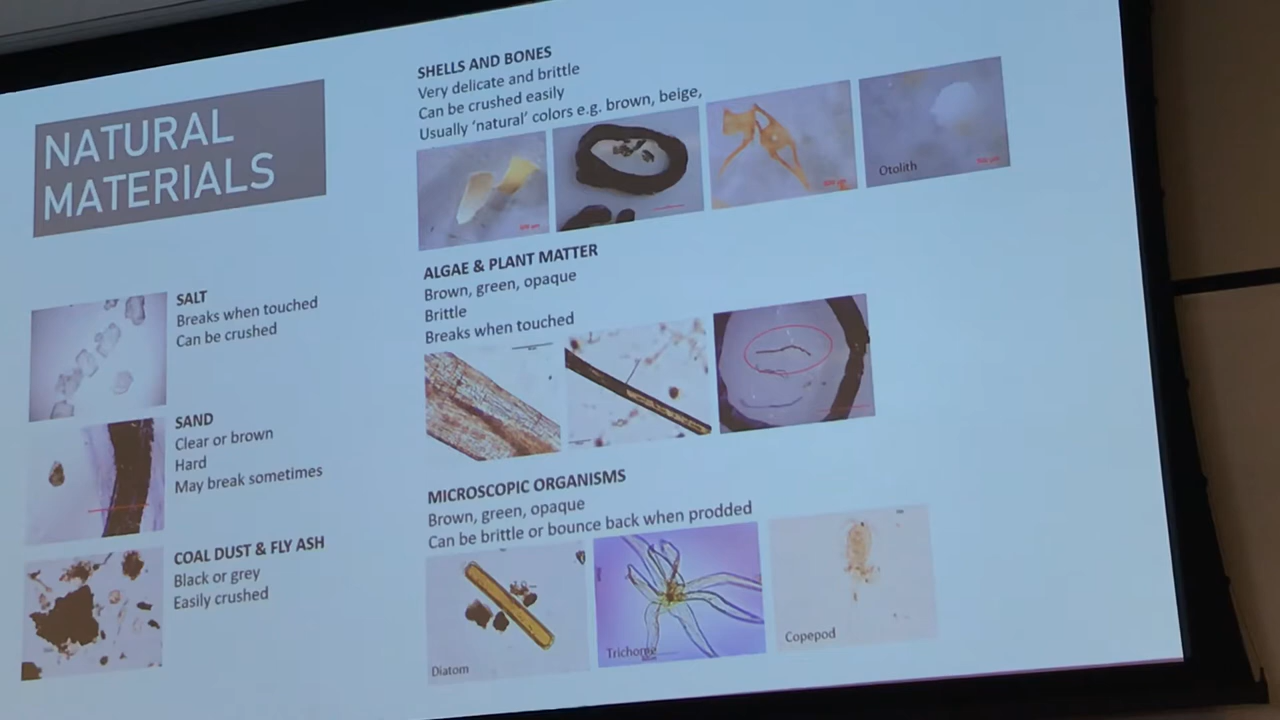 NATURAL
MATERIALS
SALT
Breaks when touched
Can be crushed
SAND
Clear or brown
Hard
May break sometimes
COAL DUST & FLY ASH
Black or grey
Easily crushed
SHELLS AND BONES
Very delicate and brittle
Can be crushed easily
Usually ‘natural’ colors e.g. brown, beige,
Otolith
ALGAE & PLANT MATTER
Brown, green, opaque
Brittle
Breaks when touched
MICROSCOPIC ORGANISMS
Brown, green, opaque
Can be brittle or bounce back when prodded
Diatom
Trichome
Copepod